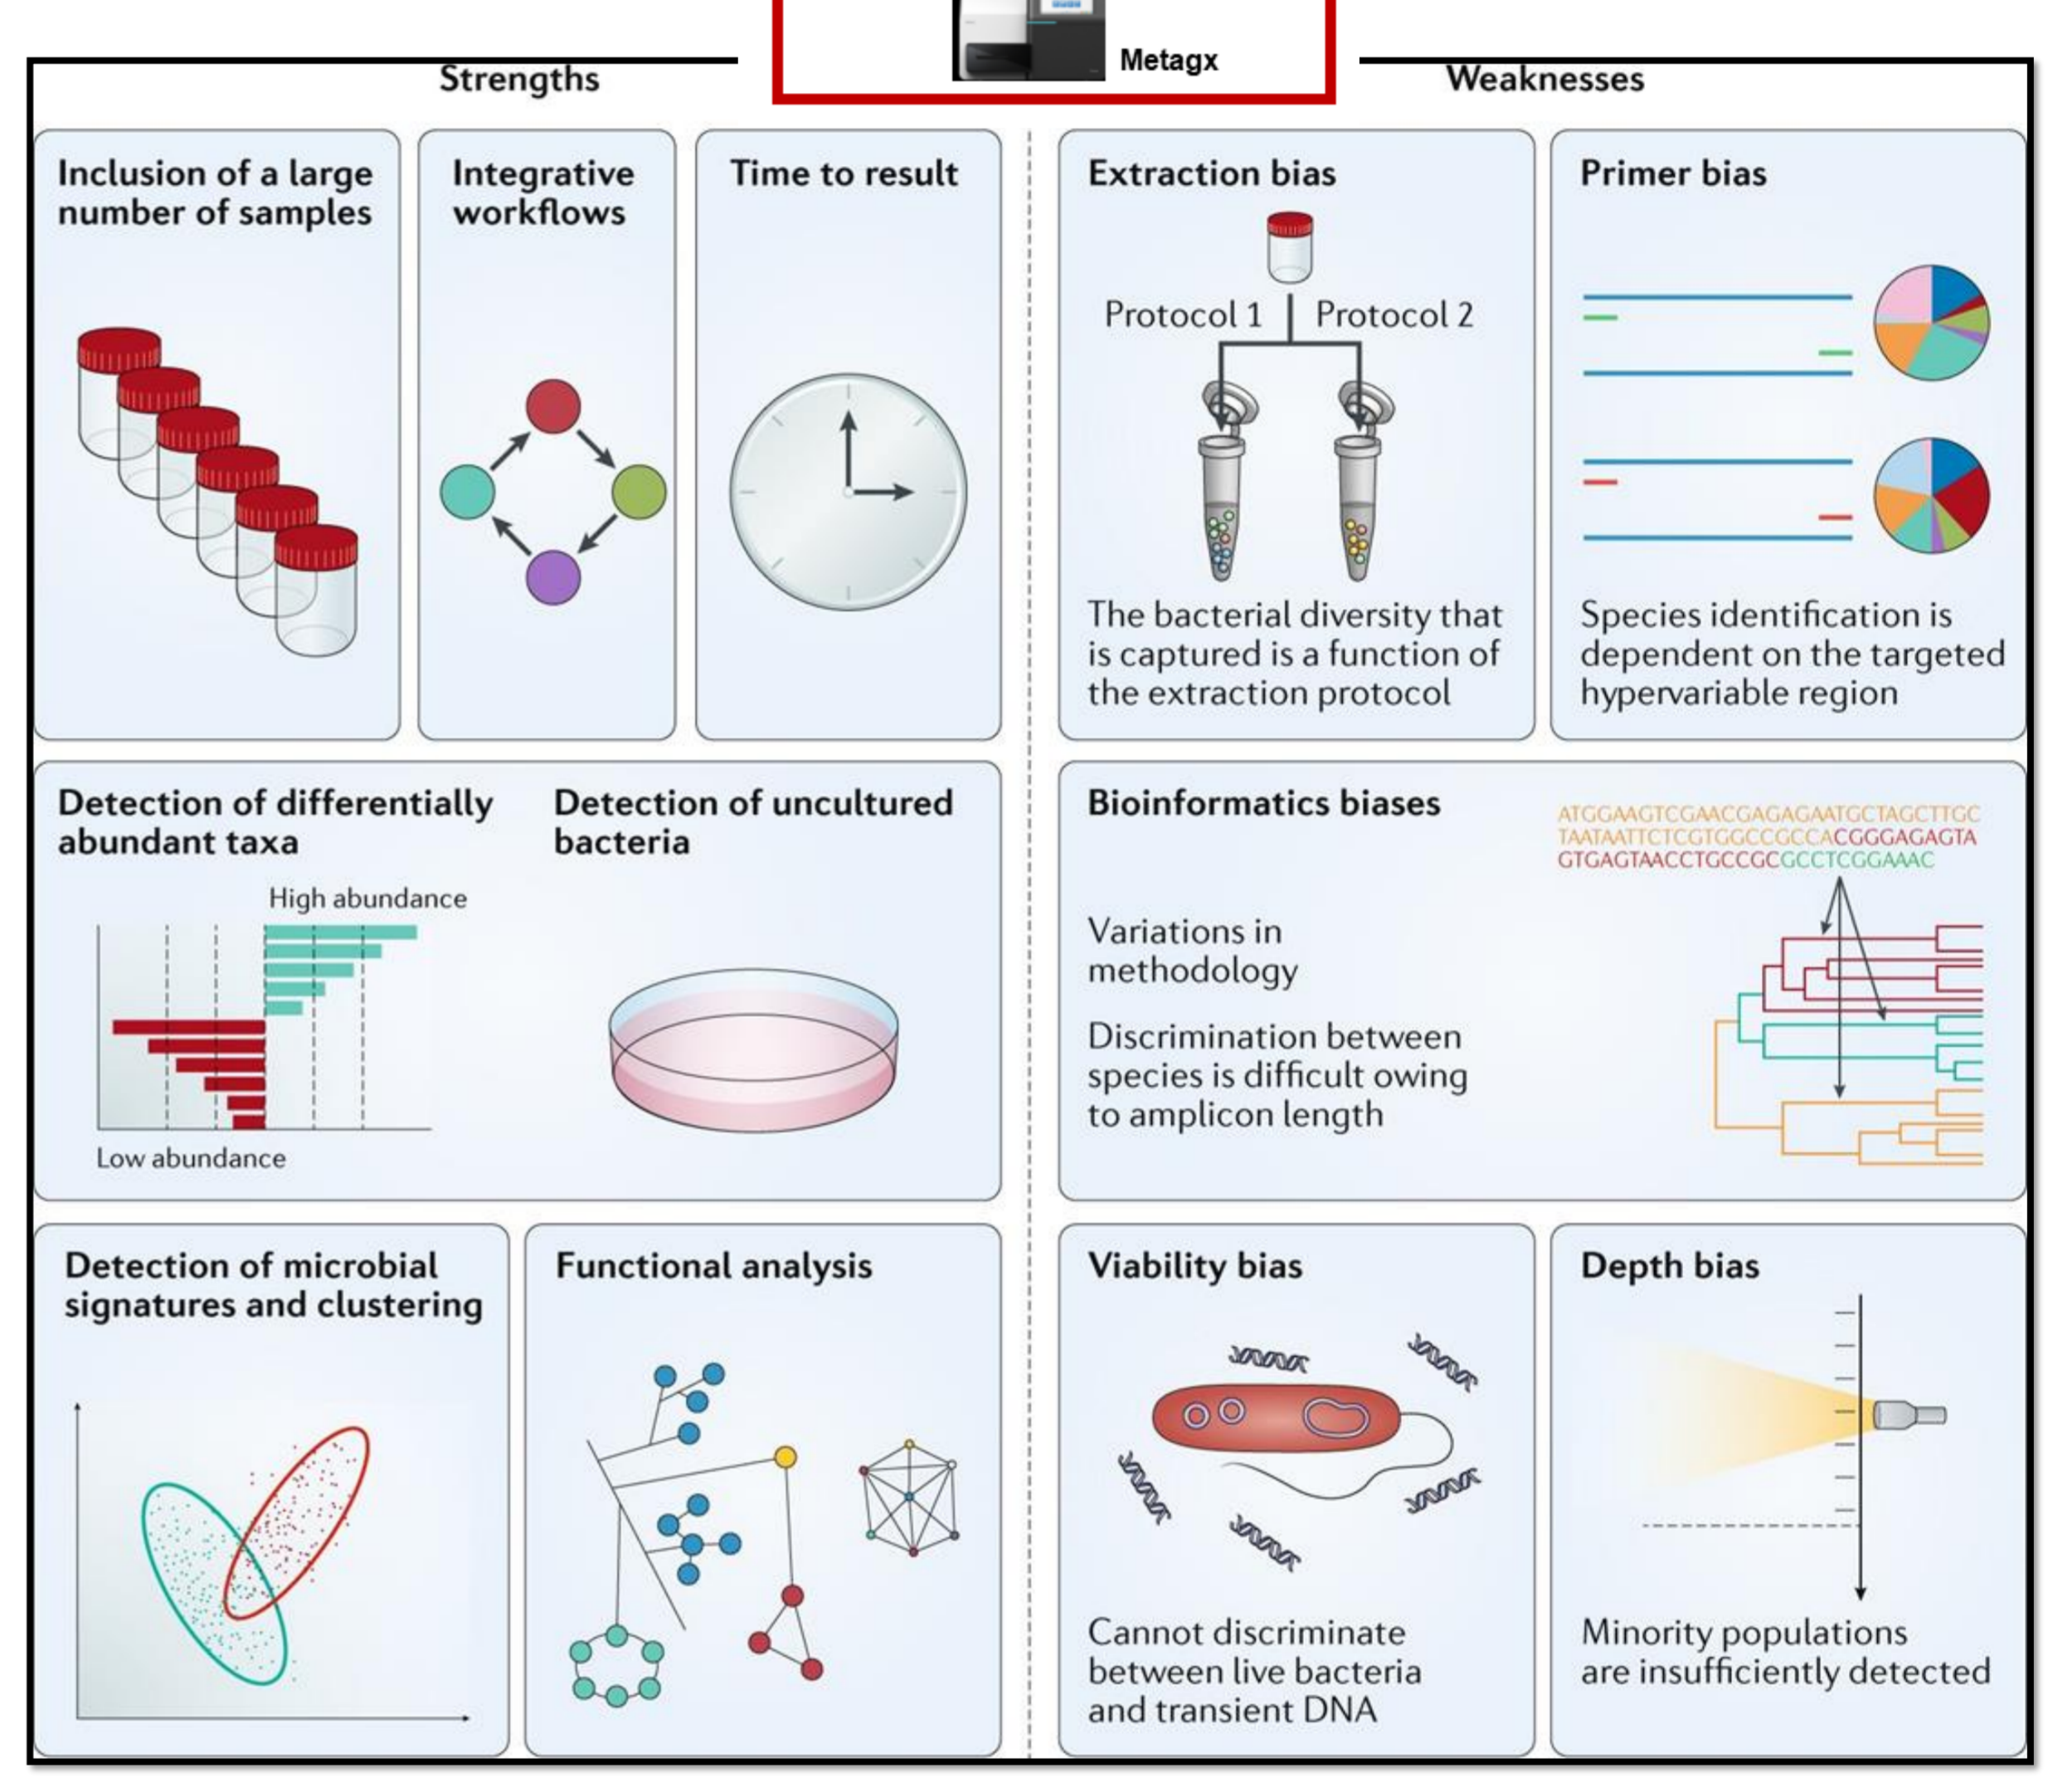 Metagx
Strengths
Weaknesses
Inclusion of a large
number of samples
Integrative
workflows
Time to result
Extraction bias
Protocol 1
Protocol 2
The bacterial diversity that
is captured is a function of
the extraction protocol
Primer bias
Species identification is
dependent on the targeted
hypervariable region
Detection of differentially
abundant taxa
High abundance
Low abundance
Detection of uncultured
bacteria
Bioinformatics biases
ATGGAAGTCGAACGAGAGAATGCTAGCTTGC
TAATAATTCTCGTGGCCGCCACGGGAGAGTA
GTGAGTAACCTGCCGCGCCTCGGAAAC
Variations in
methodology
Discrimination between
species is difficult owing
to amplicon length
Detection of microbial
signatures and clustering
Functional analysis
Viability bias
Cannot discriminate
between live bacteria
and transient DNA
Depth bias
Minority populations
are insufficiently detected